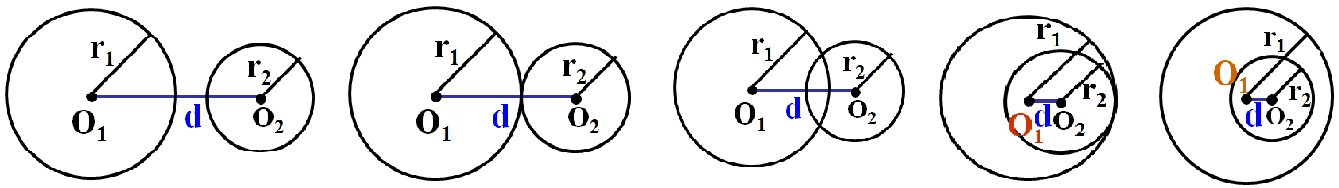 r₁ r₂ O₁ d O₂
r₁ r₂ O₁ d O₂
r₁ r₂ O₁ d O₂
r₁ r₂ O₁ d O₂
r₁ O₁ r₂ d O₂